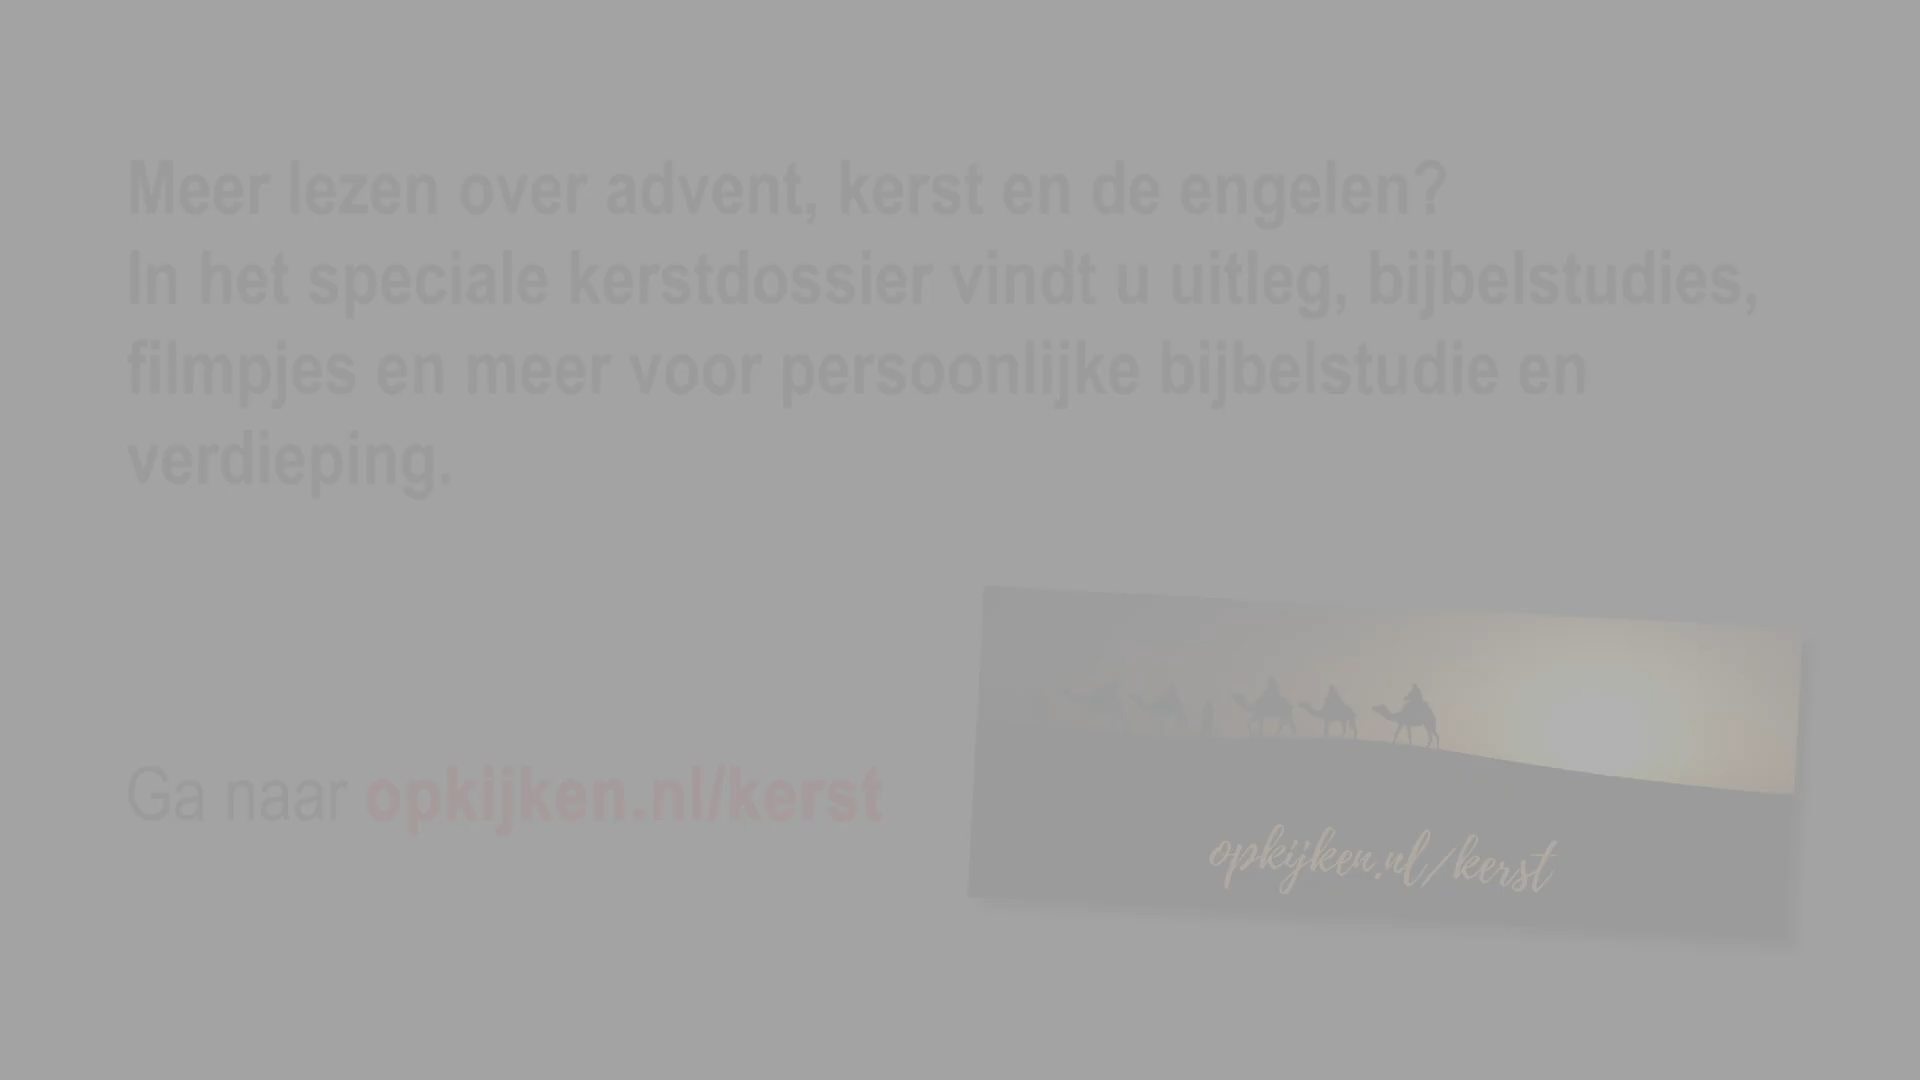 Meer lezen over advent, kerst en de engelen?
In het speciale kerstdossier vindt u uitleg, bijbelstudies,
filmpjes en meer voor persoonlijke bijbelstudie en
verdieping.
Ga naar opkijken.nl/kerst
opkijken.nl/kerst